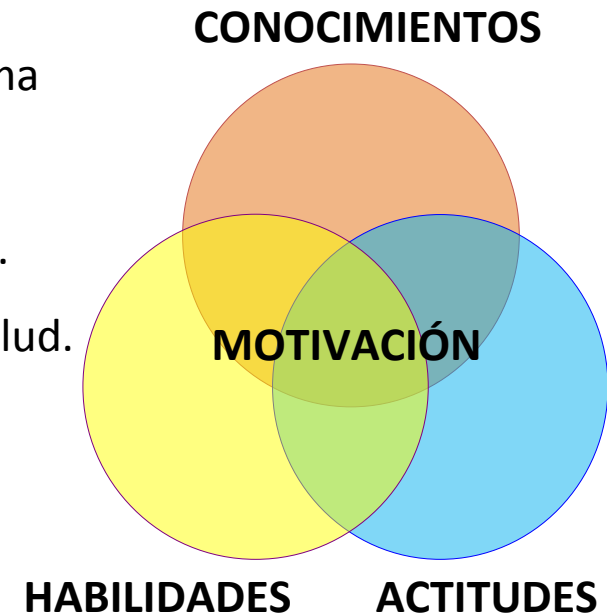 CONOCIMIENTOS
na
.
lud.
MOTIVACIÓN
HABILIDADES ACTITUDES